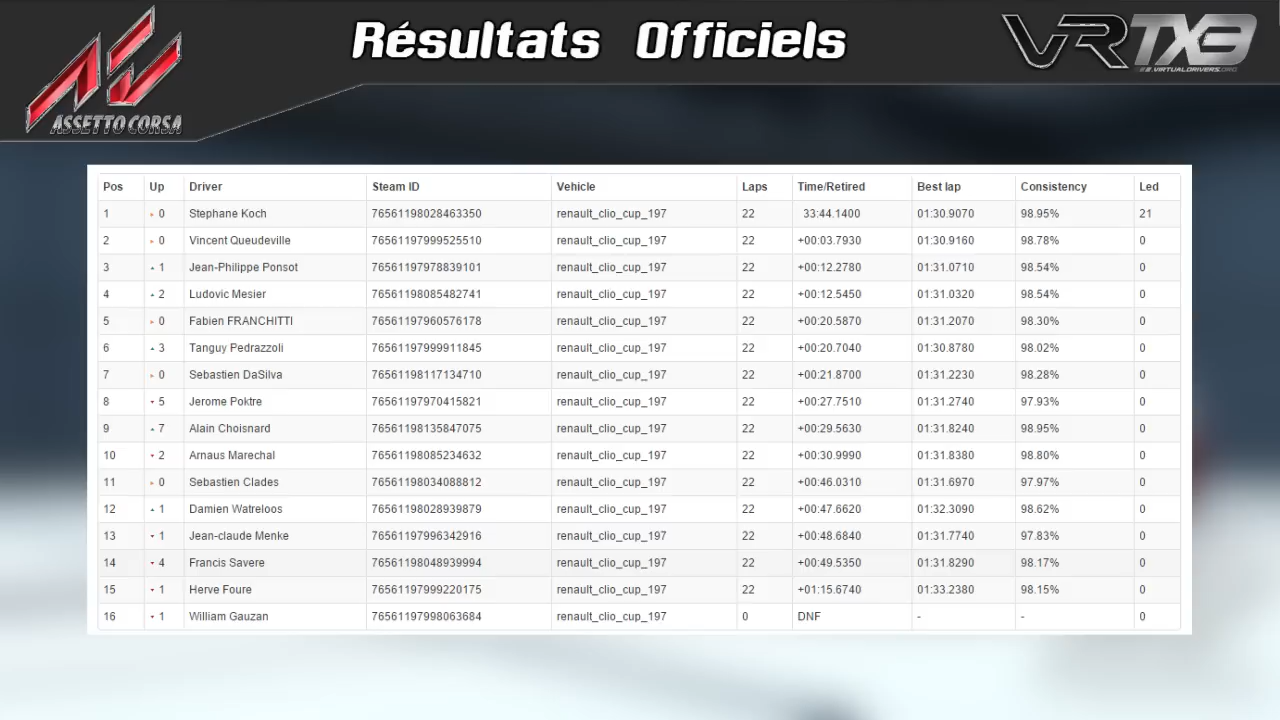 Résultats Officiels
VRTX3
ASSETTO CORSA
Pos Up Driver Steam ID Vehicle Laps Time/Retired Best lap Consistency Led
1 0 Stephane Koch 76561198028463350 renault_clio_cup_197 22 33:44.1400 01:30.9070 98.95% 21
2 0 Vincent Queudeville 76561197999525510 renault_clio_cup_197 22 +00:03.7930 01:30.9160 98.78% 0
3 1 Jean-Philippe Ponsot 76561197978839101 renault_clio_cup_197 22 +00:12.2780 01:31.0710 98.54% 0
4 2 Ludovic Mesier 76561198085482741 renault_clio_cup_197 22 +00:12.5450 01:31.0320 98.54% 0
5 0 Fabien FRANCHITTI 76561197960576178 renault_clio_cup_197 22 +00:20.5870 01:31.2070 98.30% 0
6 3 Tanguy Pedrazzoli 76561197999911845 renault_clio_cup_197 22 +00:20.7040 01:30.8780 98.02% 0
7 0 Sebastien DaSilva 76561198117134710 renault_clio_cup_197 22 +00:21.8700 01:31.2230 98.28% 0
8 5 Jerome Poktre 76561197970415821 renault_clio_cup_197 22 +00:27.7510 01:31.2740 97.93% 0
9 7 Alain Choisnard 76561198135847075 renault_clio_cup_197 22 +00:29.5630 01:31.8240 98.95% 0
10 2 Arnaus Marechal 76561198085234632 renault_clio_cup_197 22 +00:30.9990 01:31.8380 98.80% 0
11 0 Sebastien Clades 76561198034088812 renault_clio_cup_197 22 +00:46.0310 01:31.6970 97.97% 0
12 1 Damien Watreloos 76561198028939879 renault_clio_cup_197 22 +00:47.6620 01:32.3090 98.62% 0
13 1 Jean-claude Menke 76561197996342916 renault_clio_cup_197 22 +00:48.6840 01:31.7740 97.83% 0
14 4 Francis Savere 76561198048939994 renault_clio_cup_197 22 +00:49.5350 01:31.8290 98.17% 0
15 1 Herve Foure 76561197999220175 renault_clio_cup_197 22 +01:15.6740 01:33.2380 98.15% 0
16 1 William Gauzan 76561197998063684 renault_clio_cup_197 0 DNF - - 0